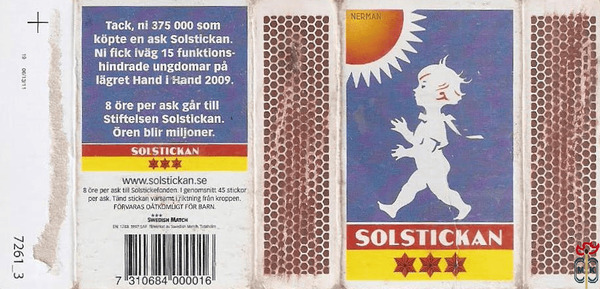 Tack, ni 375 000 som
köpte en ask Solstickan.
Ni fick iväg 15 funktions-
hindrade ungdomar på
lägret Hand i Hand 2009.
8 öre per ask går till
Stiftelsen Solstickan.
Ören blir miljoner.
SOLSTICKAN
www.solstickan.se
8 öre per ask till Solstickefonden. I genomsnitt 45 stickor
per ask. Tänd stickan varsamt i riktning från kroppen.
FÖRVARAS OÅTKOMLIGT FÖR BARN.
SWEDISH MATCH
7 310684 000016
7261_3
NERMAN
SOLSTICKAN